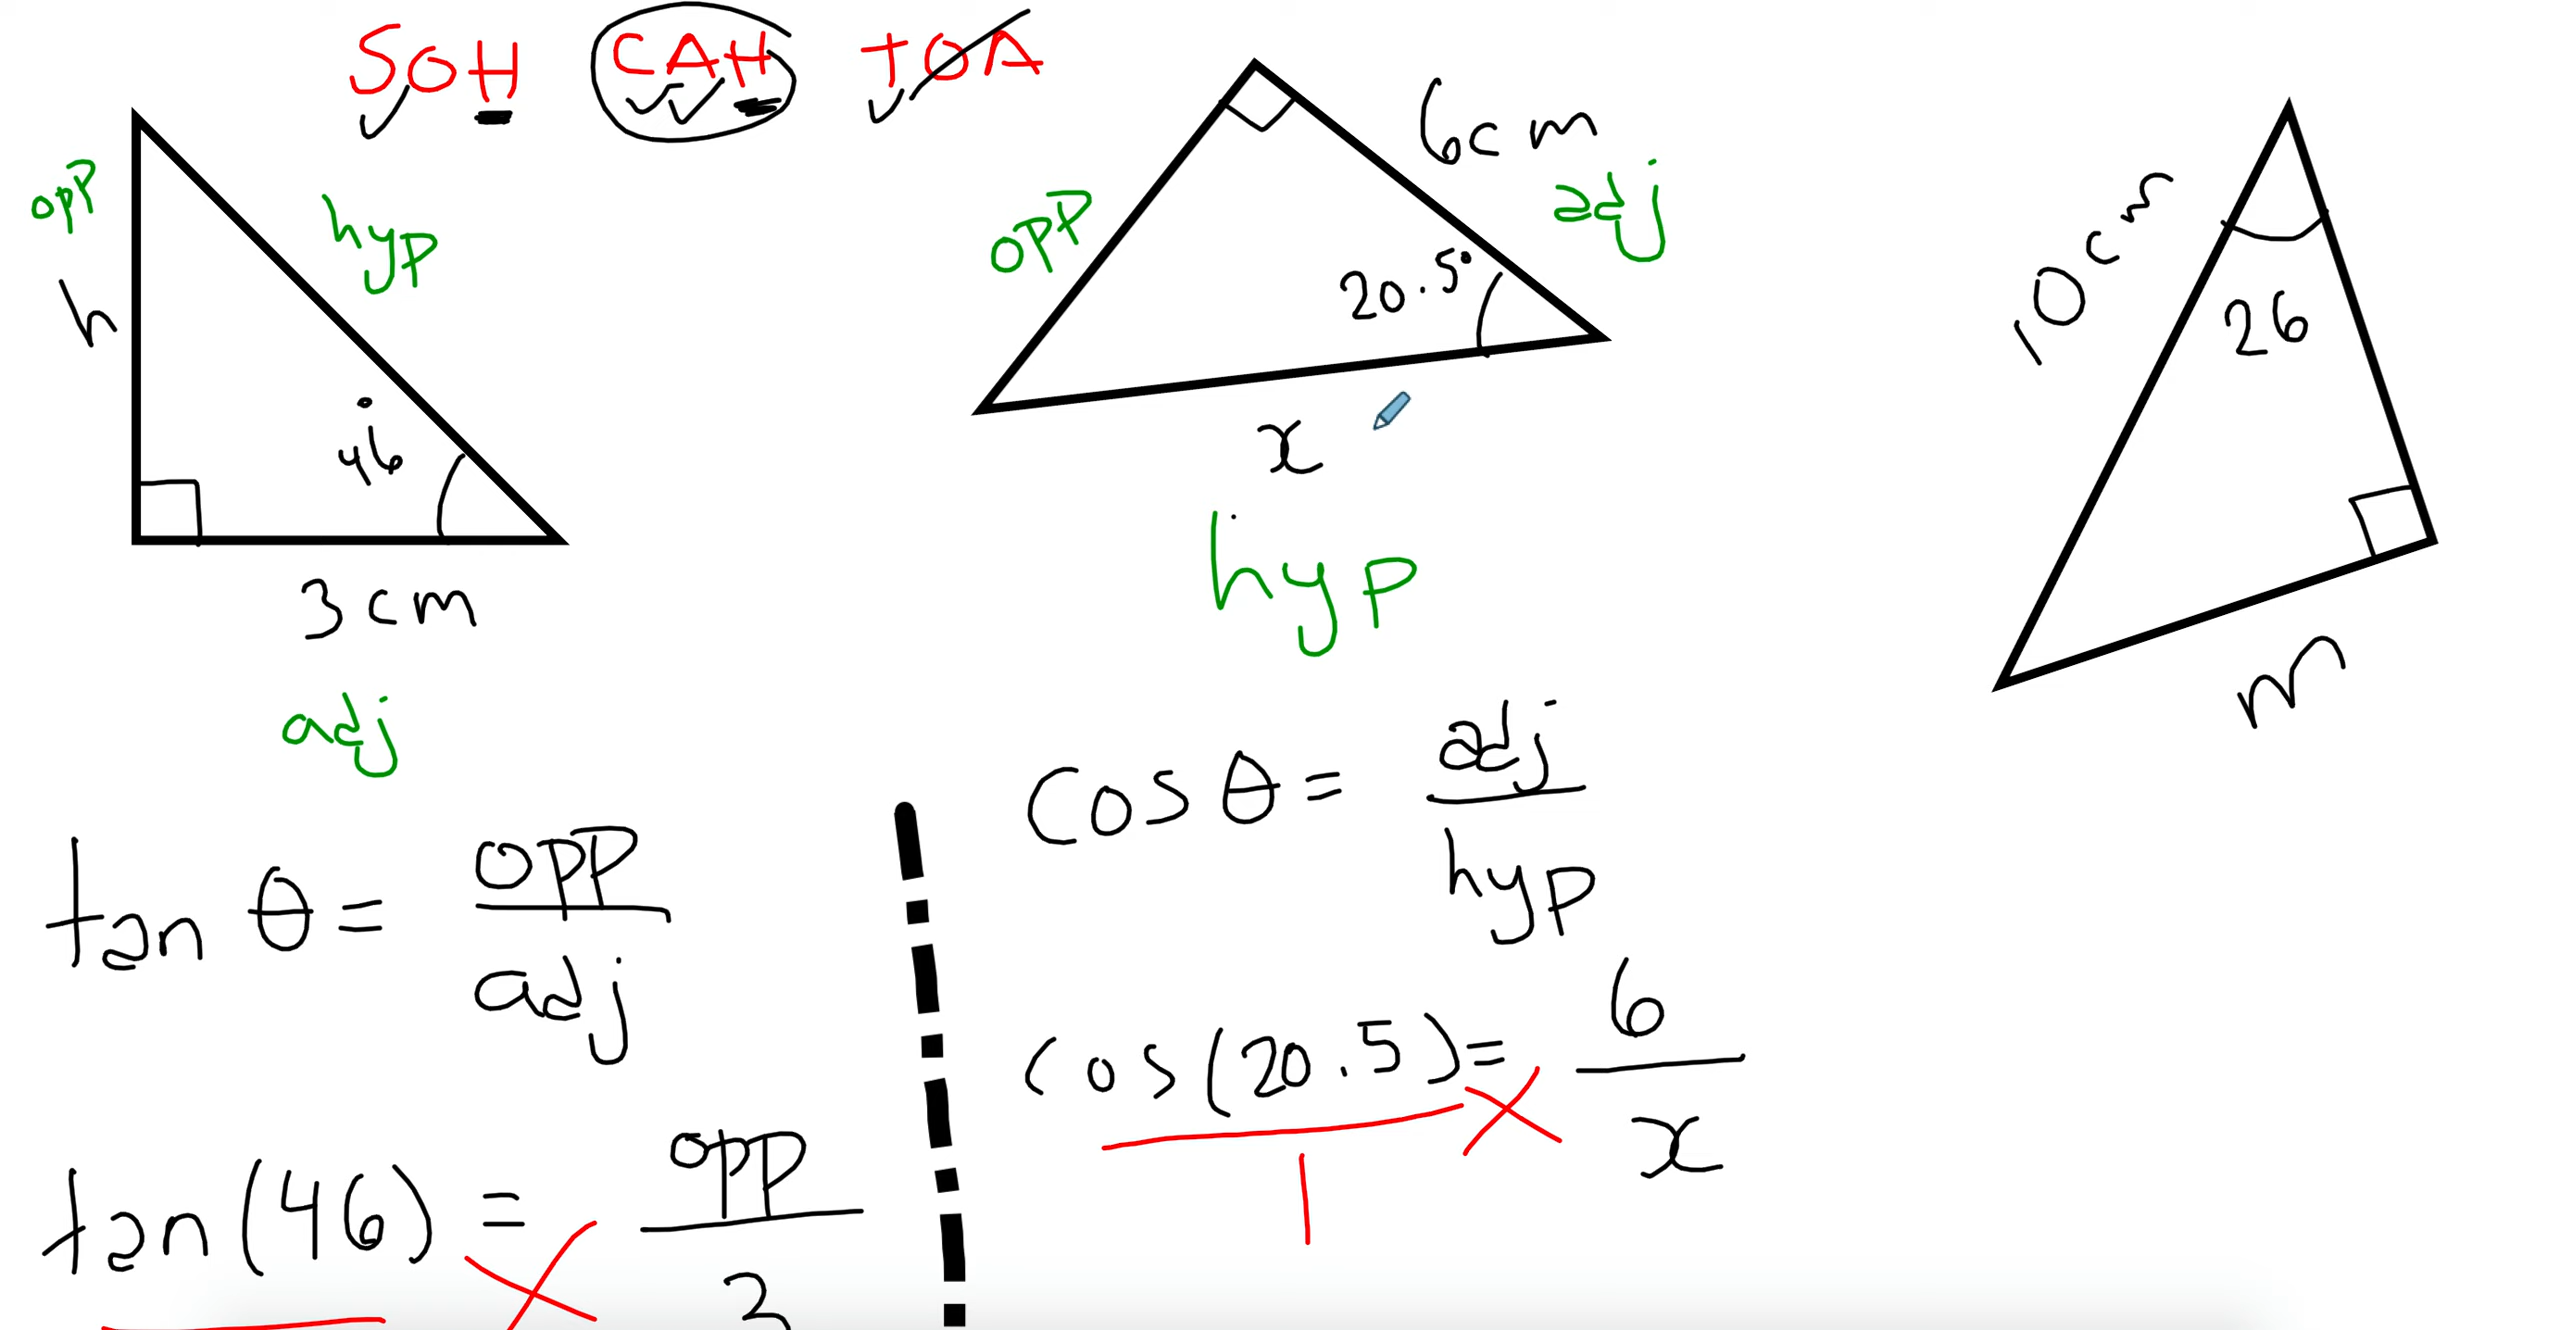 SOH CAH TOA
opp
h
hyp
46°
3cm
adj
tan θ = opp
adj
tan(46) = opp
3
opp
6cm
adj
20.5°
x
hyp
cos θ = adj
hyp
cos(20.5) = 6
1 x
10cm
26
m